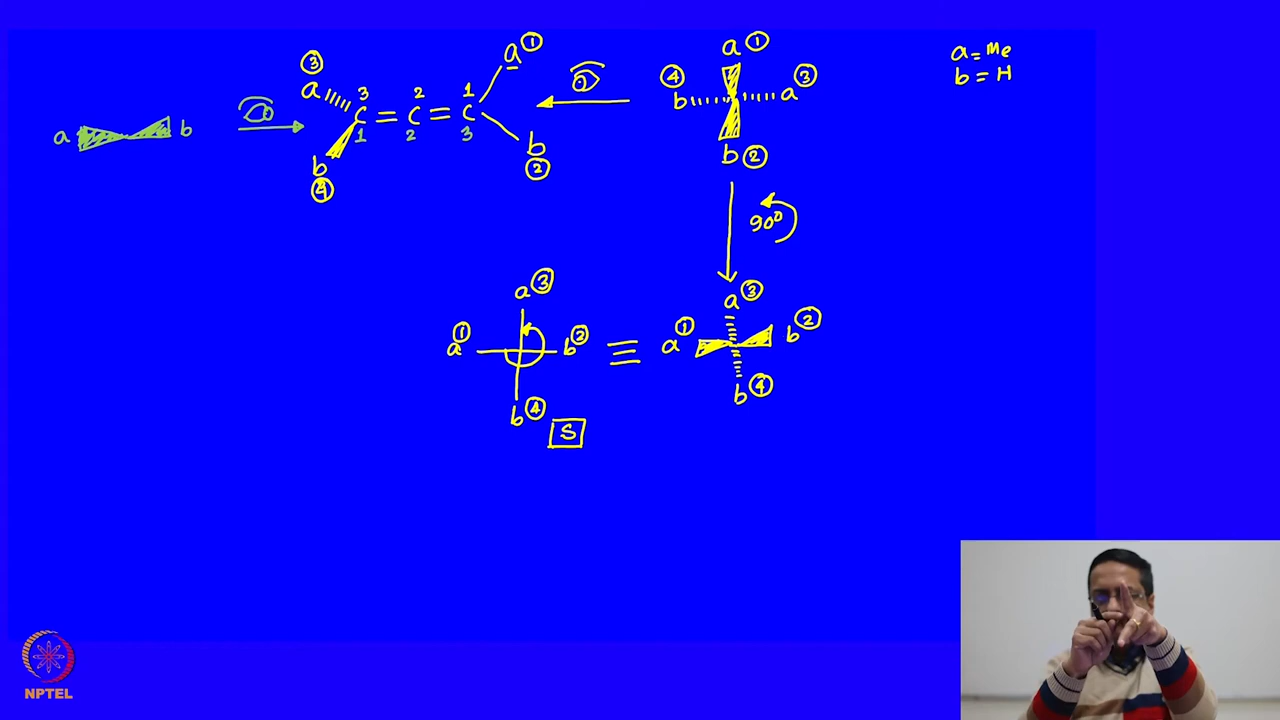 a ③
a = Me
b = H
3 2 1
a C = C = C
1 2 3
b ④
a ①
b ②
a b
a ①
④ b a ③
b ②
90°
a ③
a ① b ②
b ④
S
≡
a ③
a ① b ②
b ④
NPTEL